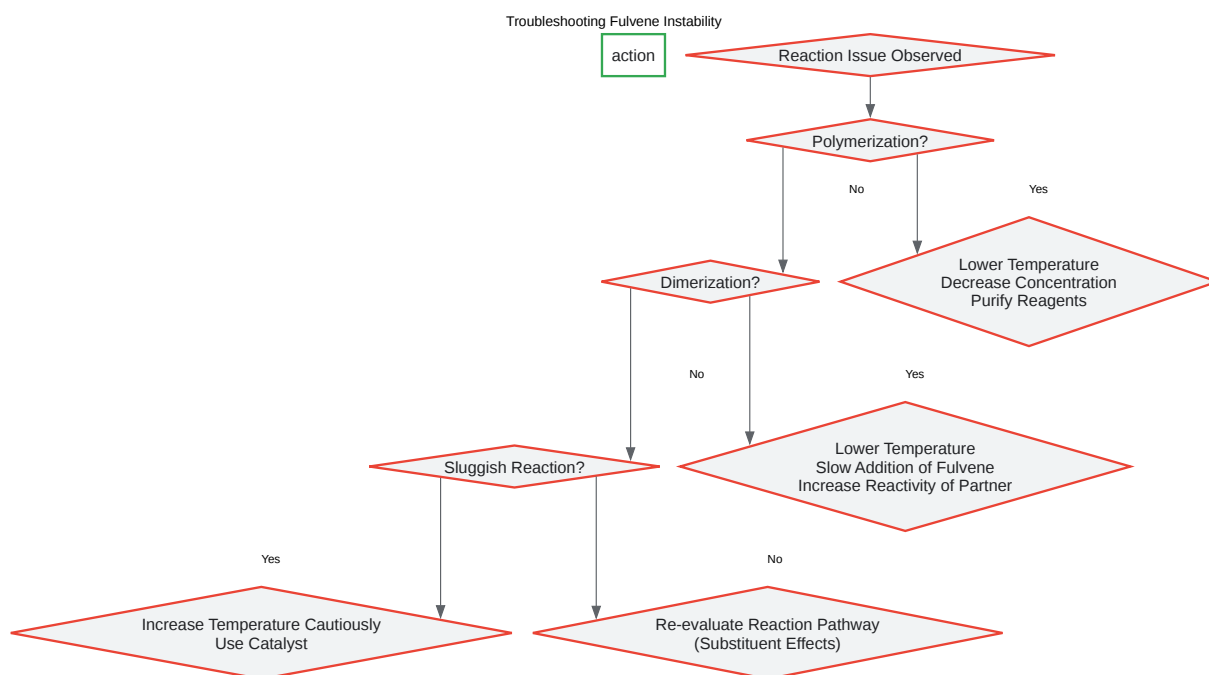 Troubleshooting Fulvene Instability
action
Reaction Issue Observed
Polymerization?
No
Yes
Lower Temperature
Decrease Concentration
Purify Reagents
Dimerization?
No
Yes
Lower Temperature
Slow Addition of Fulvene
Increase Reactivity of Partner
Sluggish Reaction?
Yes
No
Increase Temperature Cautiously
Use Catalyst
Re-evaluate Reaction Pathway
(Substituent Effects)